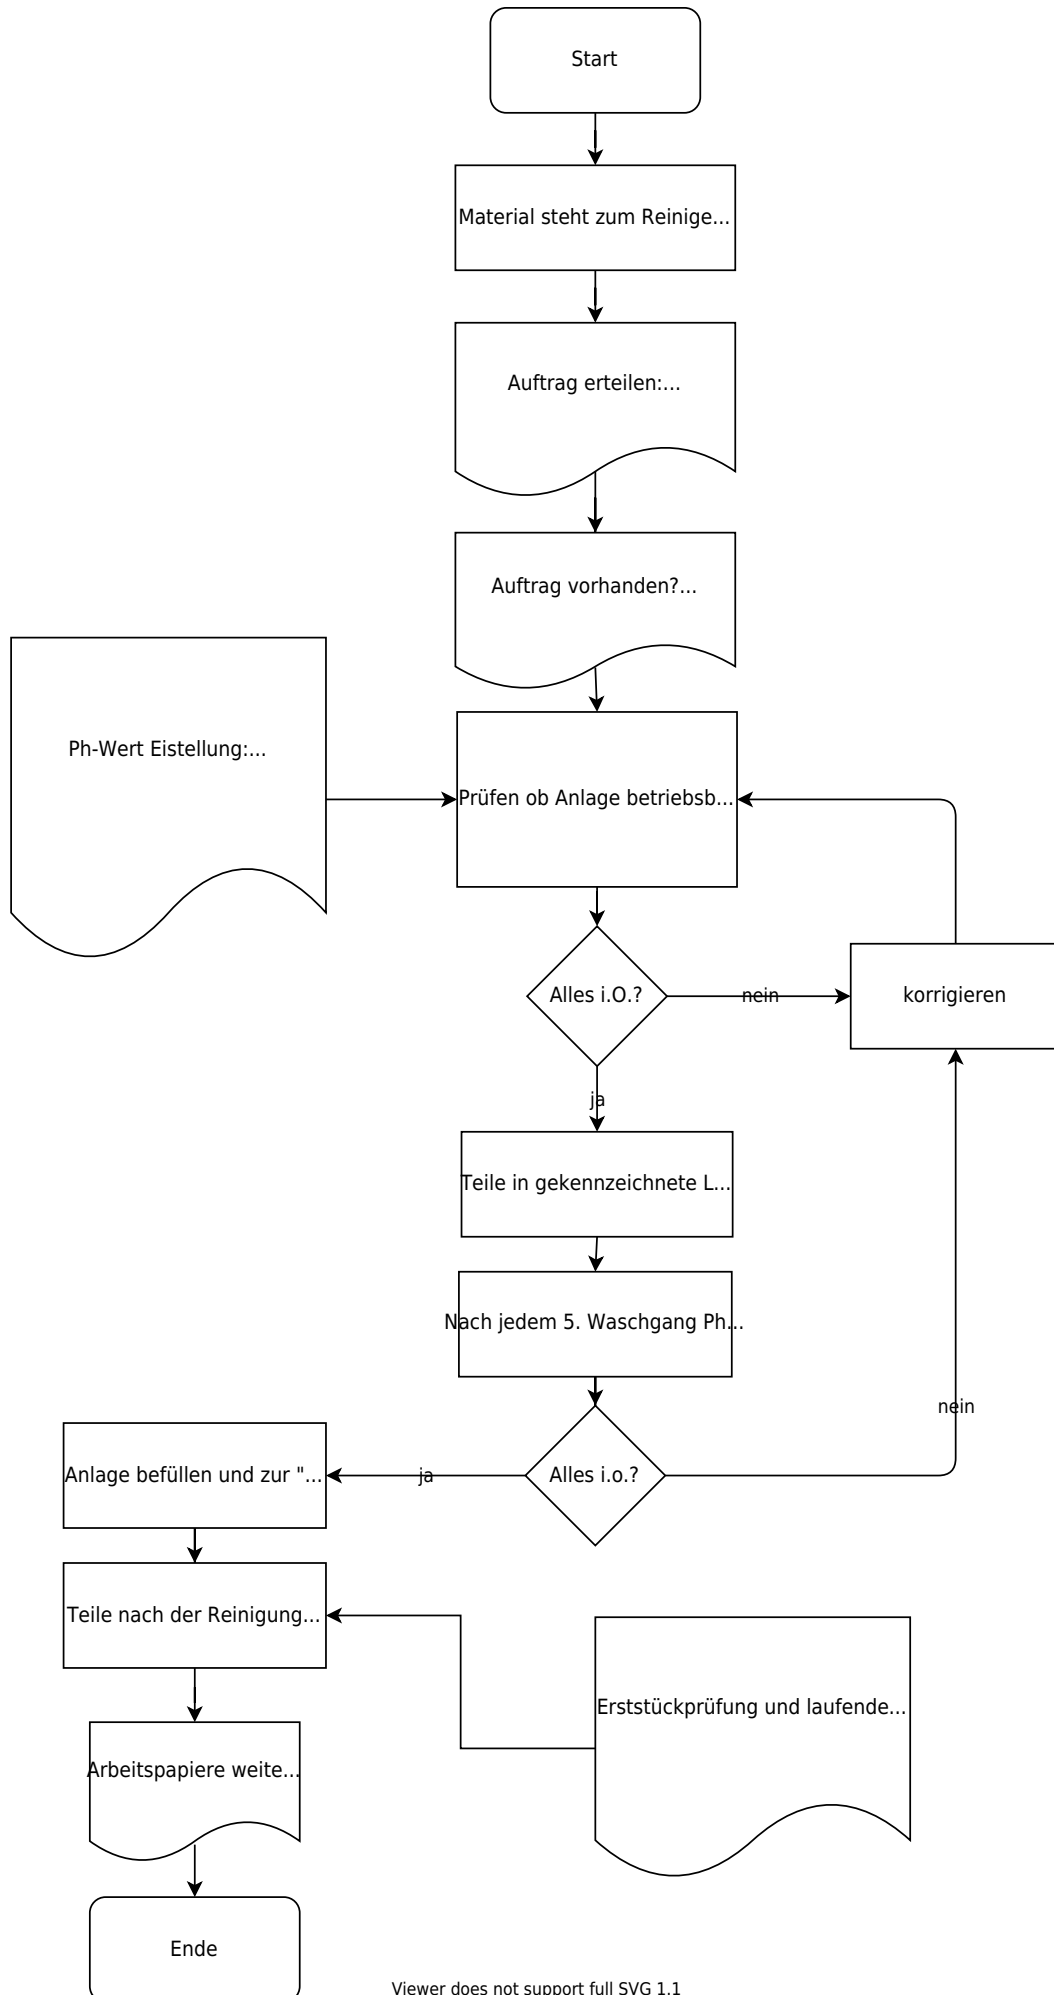 Start
Material steht zum Reinige...
Auftrag erteilen:...
Auftrag vorhanden?...
Ph-Wert Eistellung:...
Prüfen ob Anlage betriebsb...
Alles i.O.?
nein
korrigieren
ja
Teile in gekennzeichnete L...
Nach jedem 5. Waschgang Ph...
nein
Anlage befüllen und zur "...
ja
Alles i.o.?
Teile nach der Reinigung...
Erststückprüfung und laufende...
Arbeitspapiere weite...
Ende
Viewer does not support full SVG 1.1